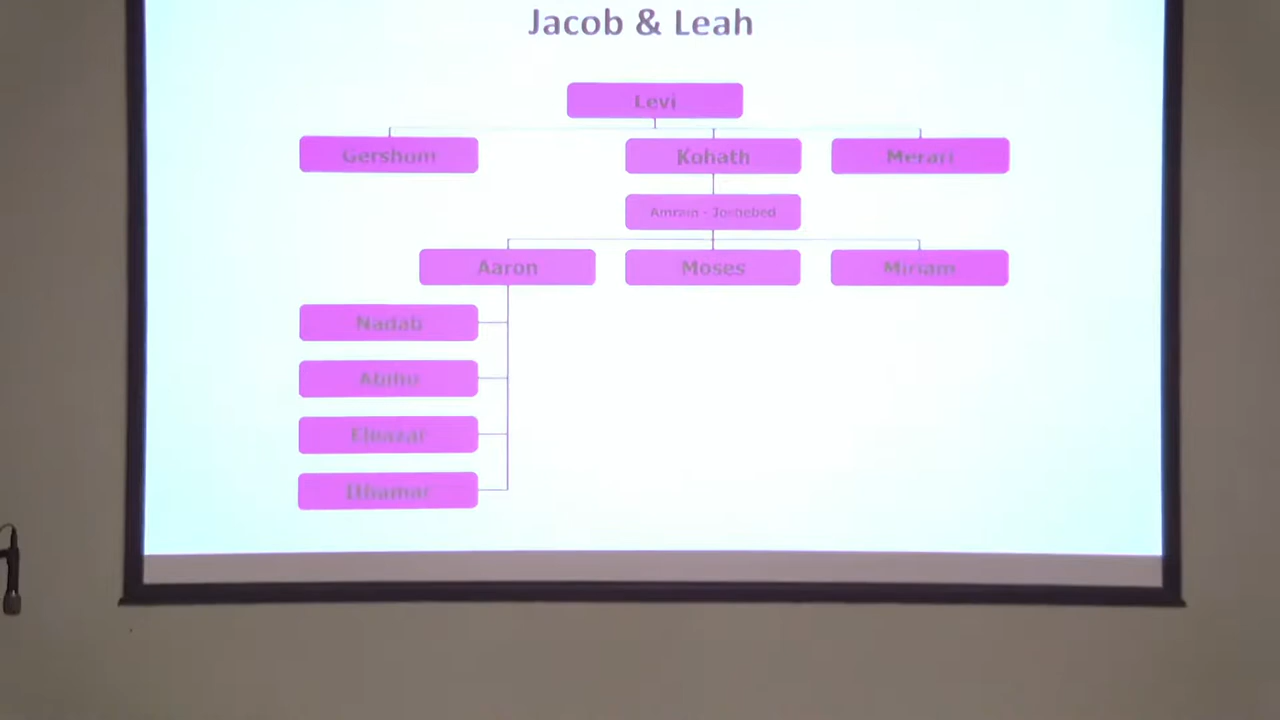 Jacob & Leah
Levi
Gershom
Kohath
Merari
Amram - Jochebed
Aaron
Moses
Miriam
Nadab
Abihu
Eleazar
Ithamar